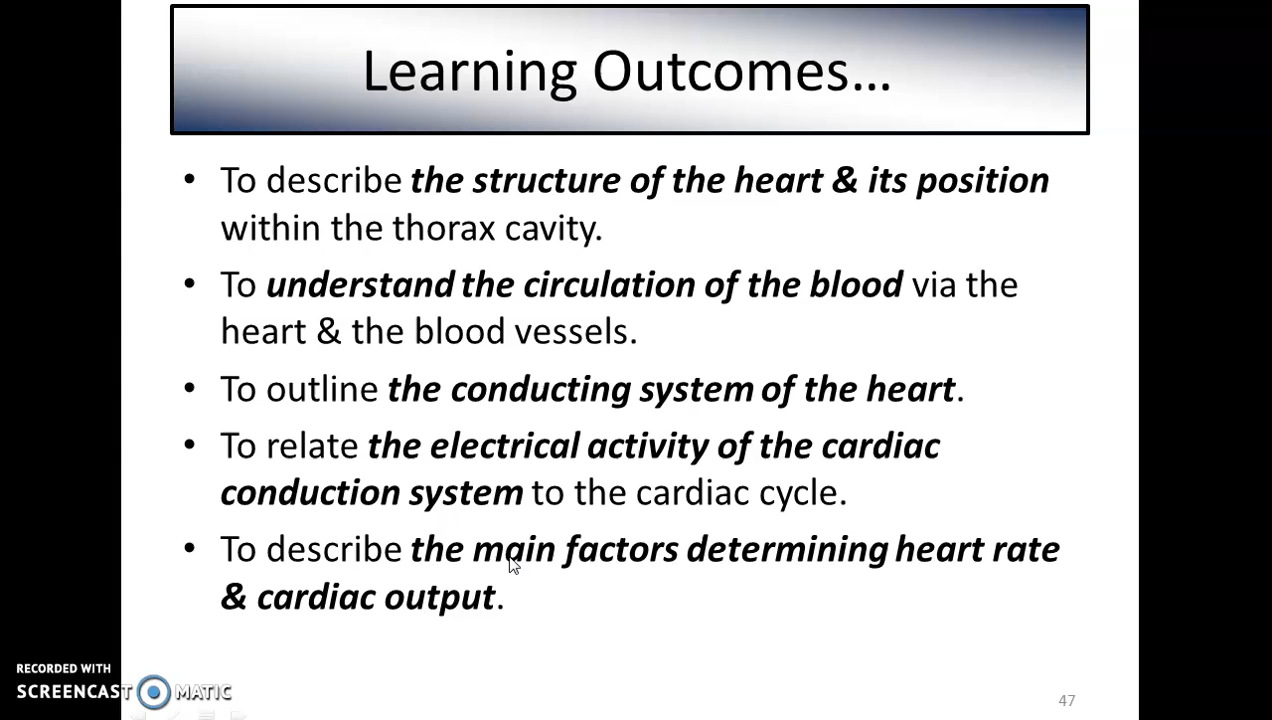 Learning Outcomes...
• To describe the structure of the heart & its position
within the thorax cavity.
• To understand the circulation of the blood via the
heart & the blood vessels.
• To outline the conducting system of the heart.
• To relate the electrical activity of the cardiac
conduction system to the cardiac cycle.
• To describe the main factors determining heart rate
& cardiac output.
RECORDED WITH
SCREENCAST MATIC
47